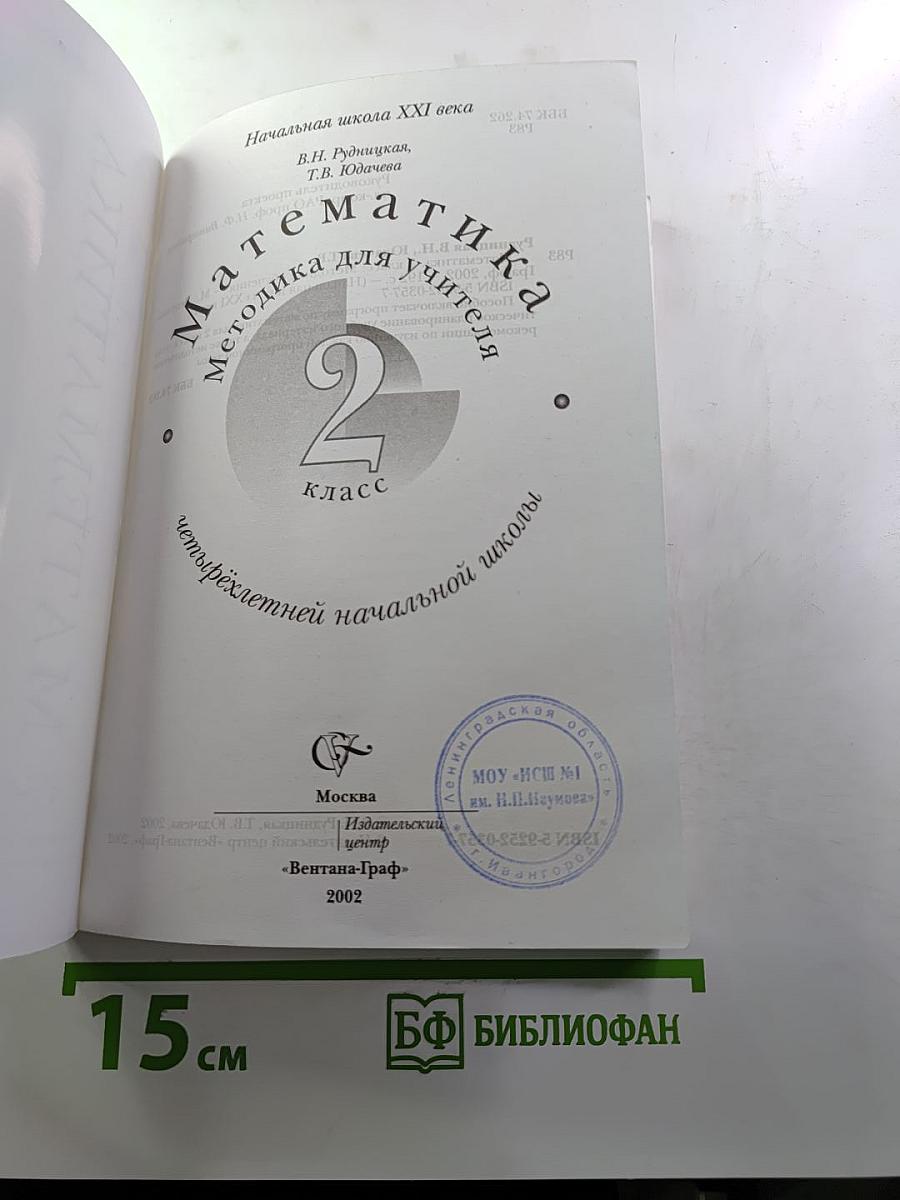 Начальная школа XXI века
В.Н. Рудницкая,
Т.В. Юдачева
Математика
Методика для учителя
2
класс
четырёхлетней начальной школы
Москва
Издательский
центр
«Вентана-Граф»
2002
Ленинградская область
МОУ «ИСШ №1
им. Н.П.Наумова»
* г. Ивангород *
15 см
БФ БИБЛИОФАН